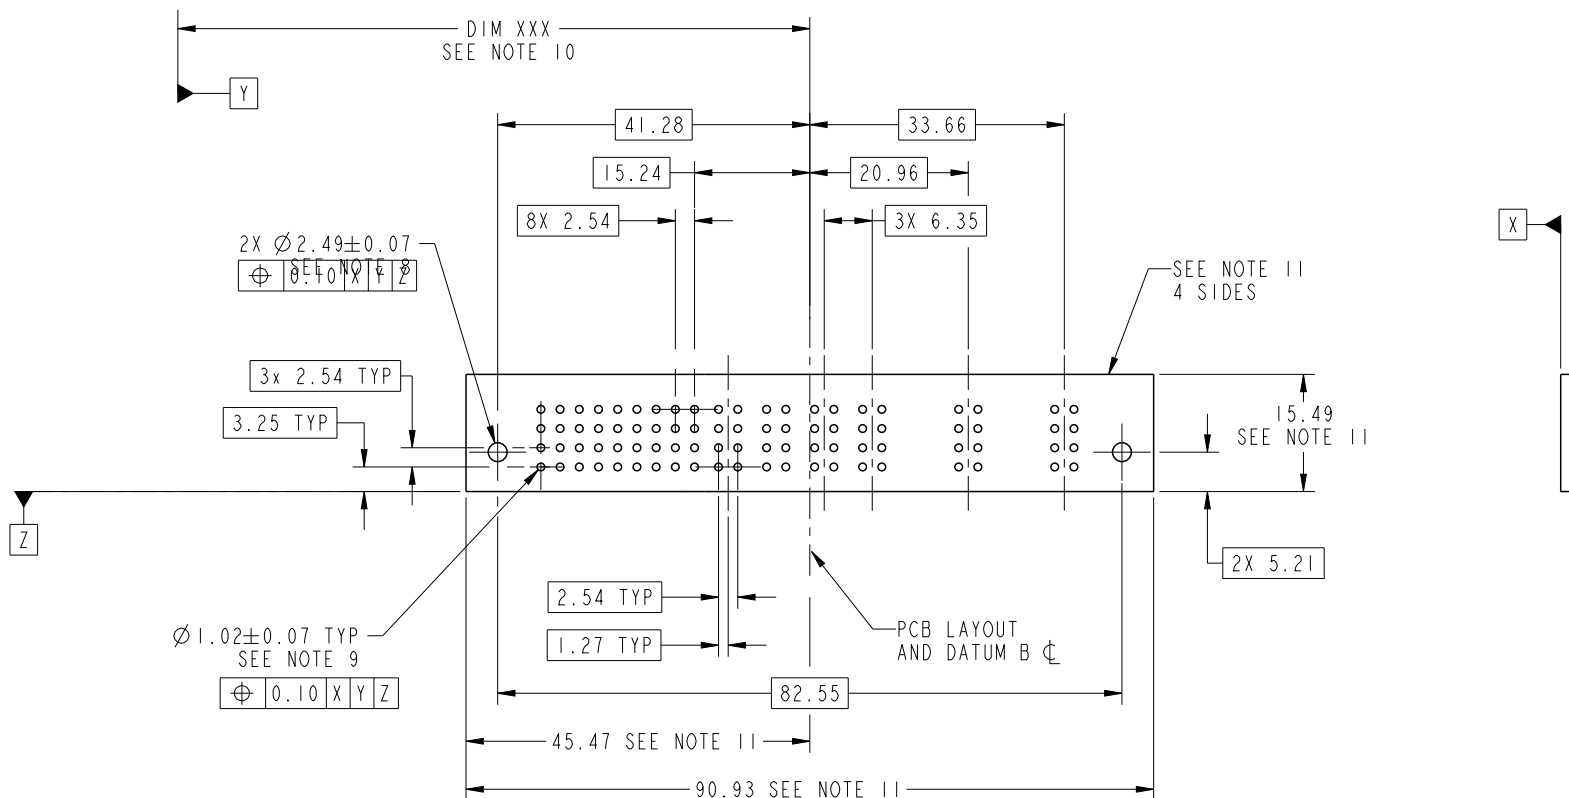 DIM XXX
SEE NOTE 10
Y
41.28
33.66
15.24
20.96
8X 2.54
3X 6.35
X
2X ∅2.49±0.07
SEE NOTE 8
⌖ 0.10 X Y Z
SEE NOTE 11
4 SIDES
3x 2.54 TYP
3.25 TYP
15.49
SEE NOTE 11
Z
2X 5.21
2.54 TYP
∅1.02±0.07 TYP
SEE NOTE 9
1.27 TYP
PCB LAYOUT
AND DATUM B ℄
⌖ 0.10 X Y Z
82.55
45.47 SEE NOTE 11
90.93 SEE NOTE 11